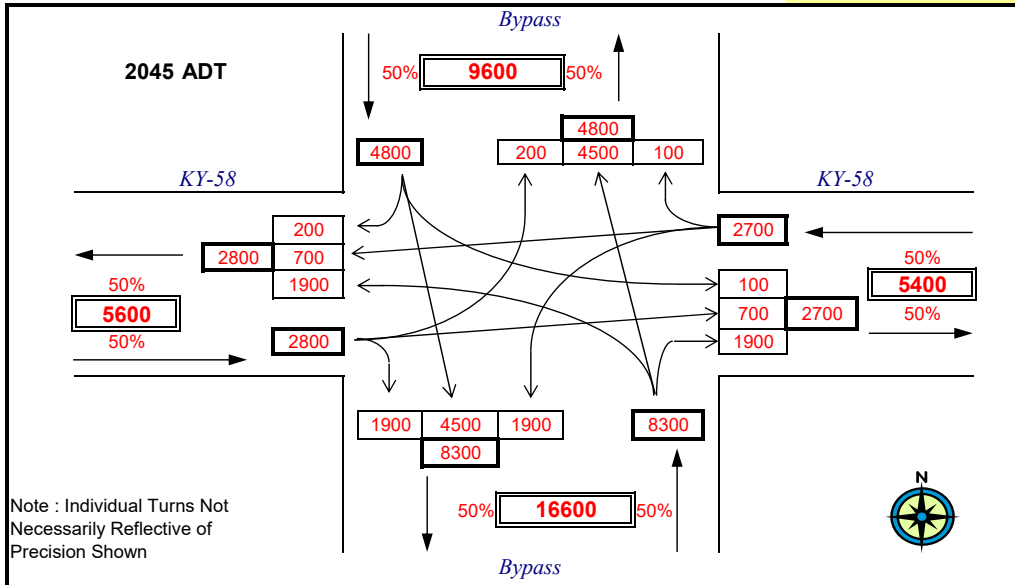 Bypass
2045 ADT
50% 9600 50%
4800
4800
200 4500 100
KY-58
KY-58
200
2800 700
1900
2700
50%
5600
50%
50%
5400
50%
100
700 2700
1900
2800
1900 4500 1900
8300
8300
Note : Individual Turns Not
Necessarily Reflective of
Precision Shown
50% 16600 50%
N
Bypass